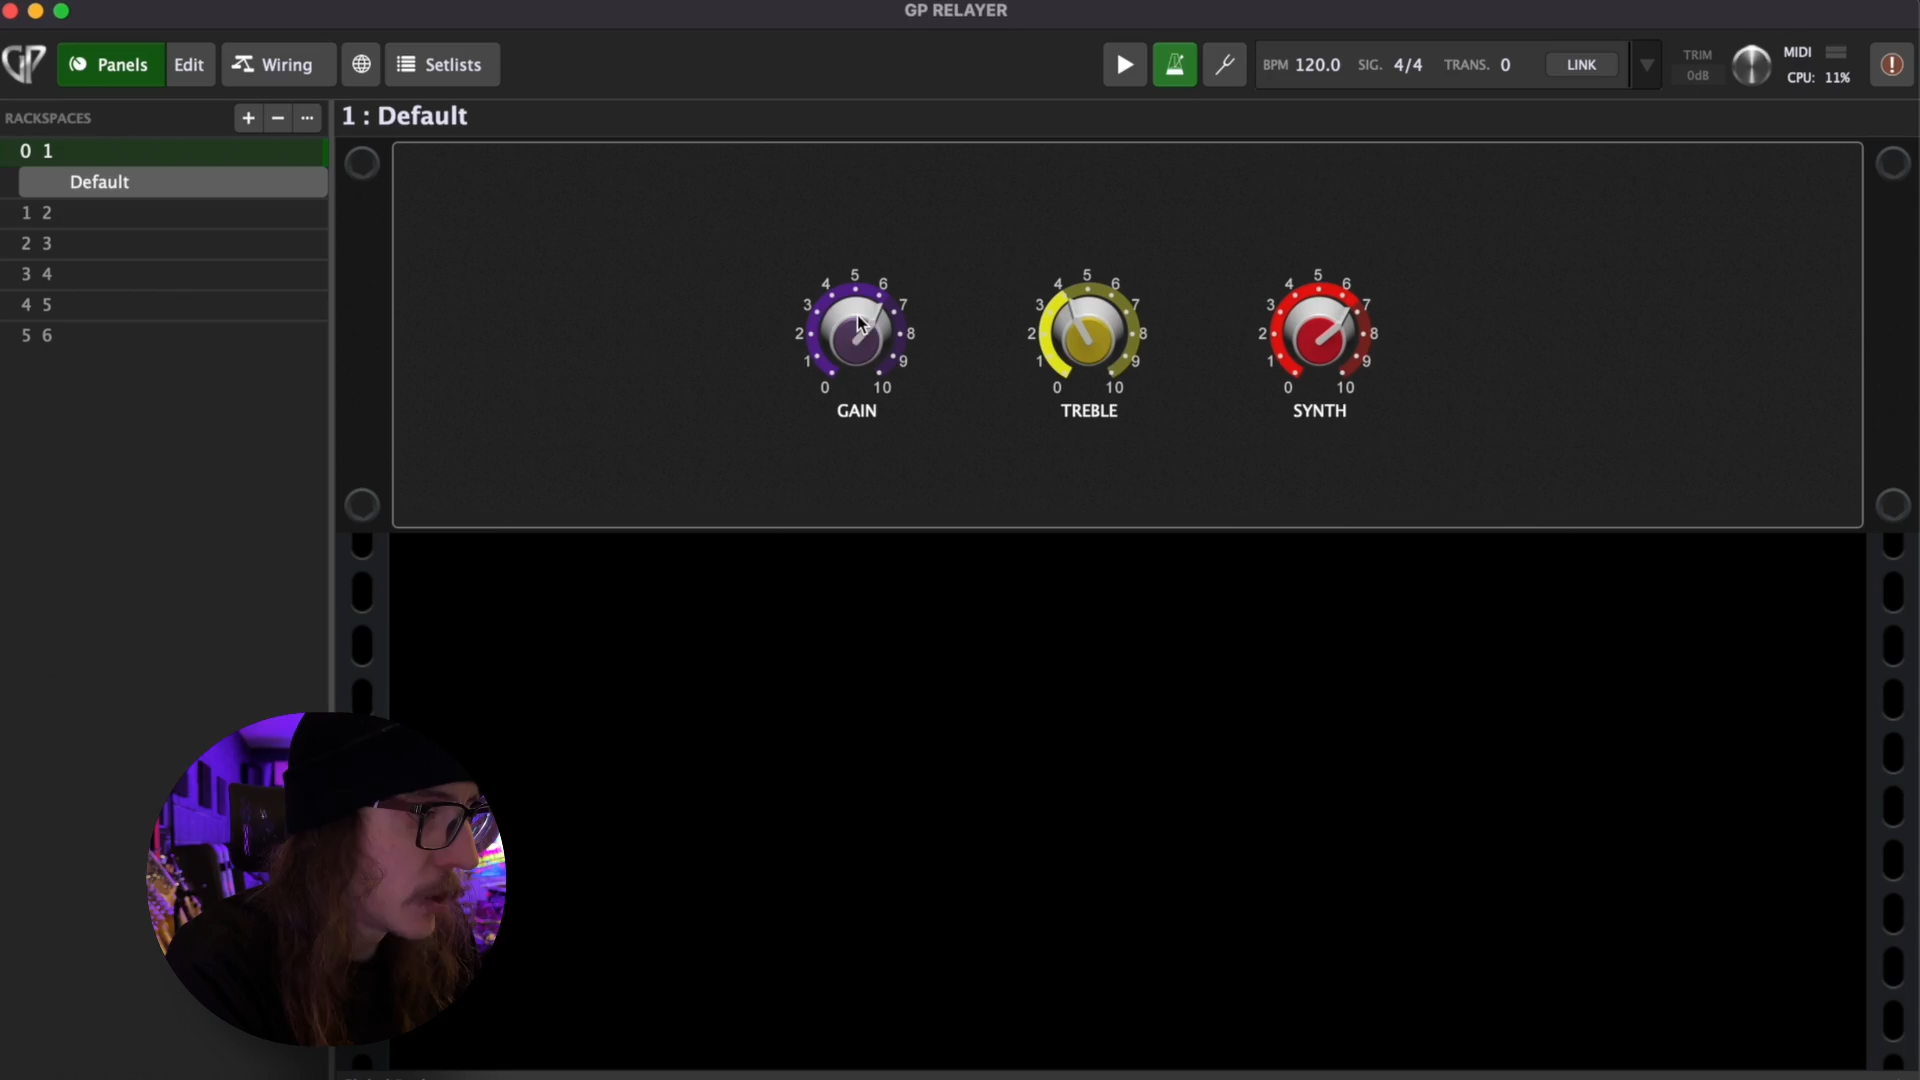 GP RELAYER
GP Panels Edit Wiring Setlists BPM 120.0 SIG. 4/4 TRANS. 0 LINK TRIM 0dB MIDI CPU: 11%
RACKSPACES + − ... 1 : Default
0 1
Default
1 2
2 3
3 4
4 5
5 6
0 1 2 3 4 5 6 7 8 9 10
GAIN
0 1 2 3 4 5 6 7 8 9 10
TREBLE
0 1 2 3 4 5 6 7 8 9 10
SYNTH